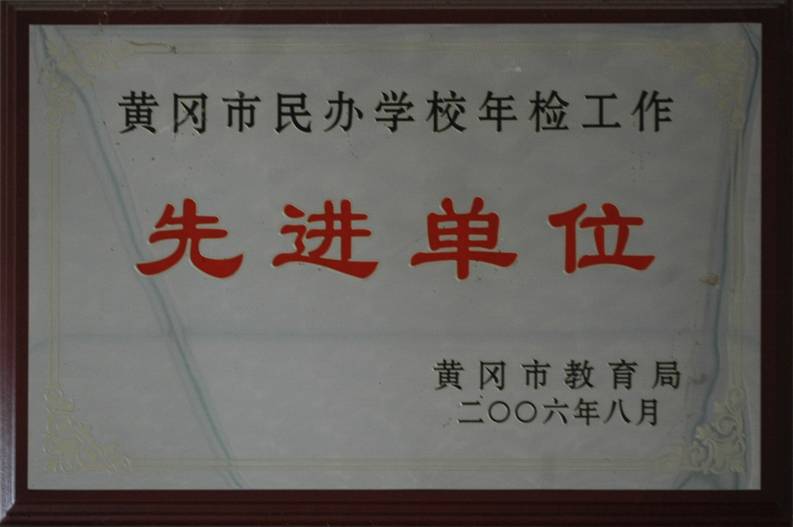 黄冈市民办学校年检工作
先进单位
黄冈市教育局
二〇〇六年八月